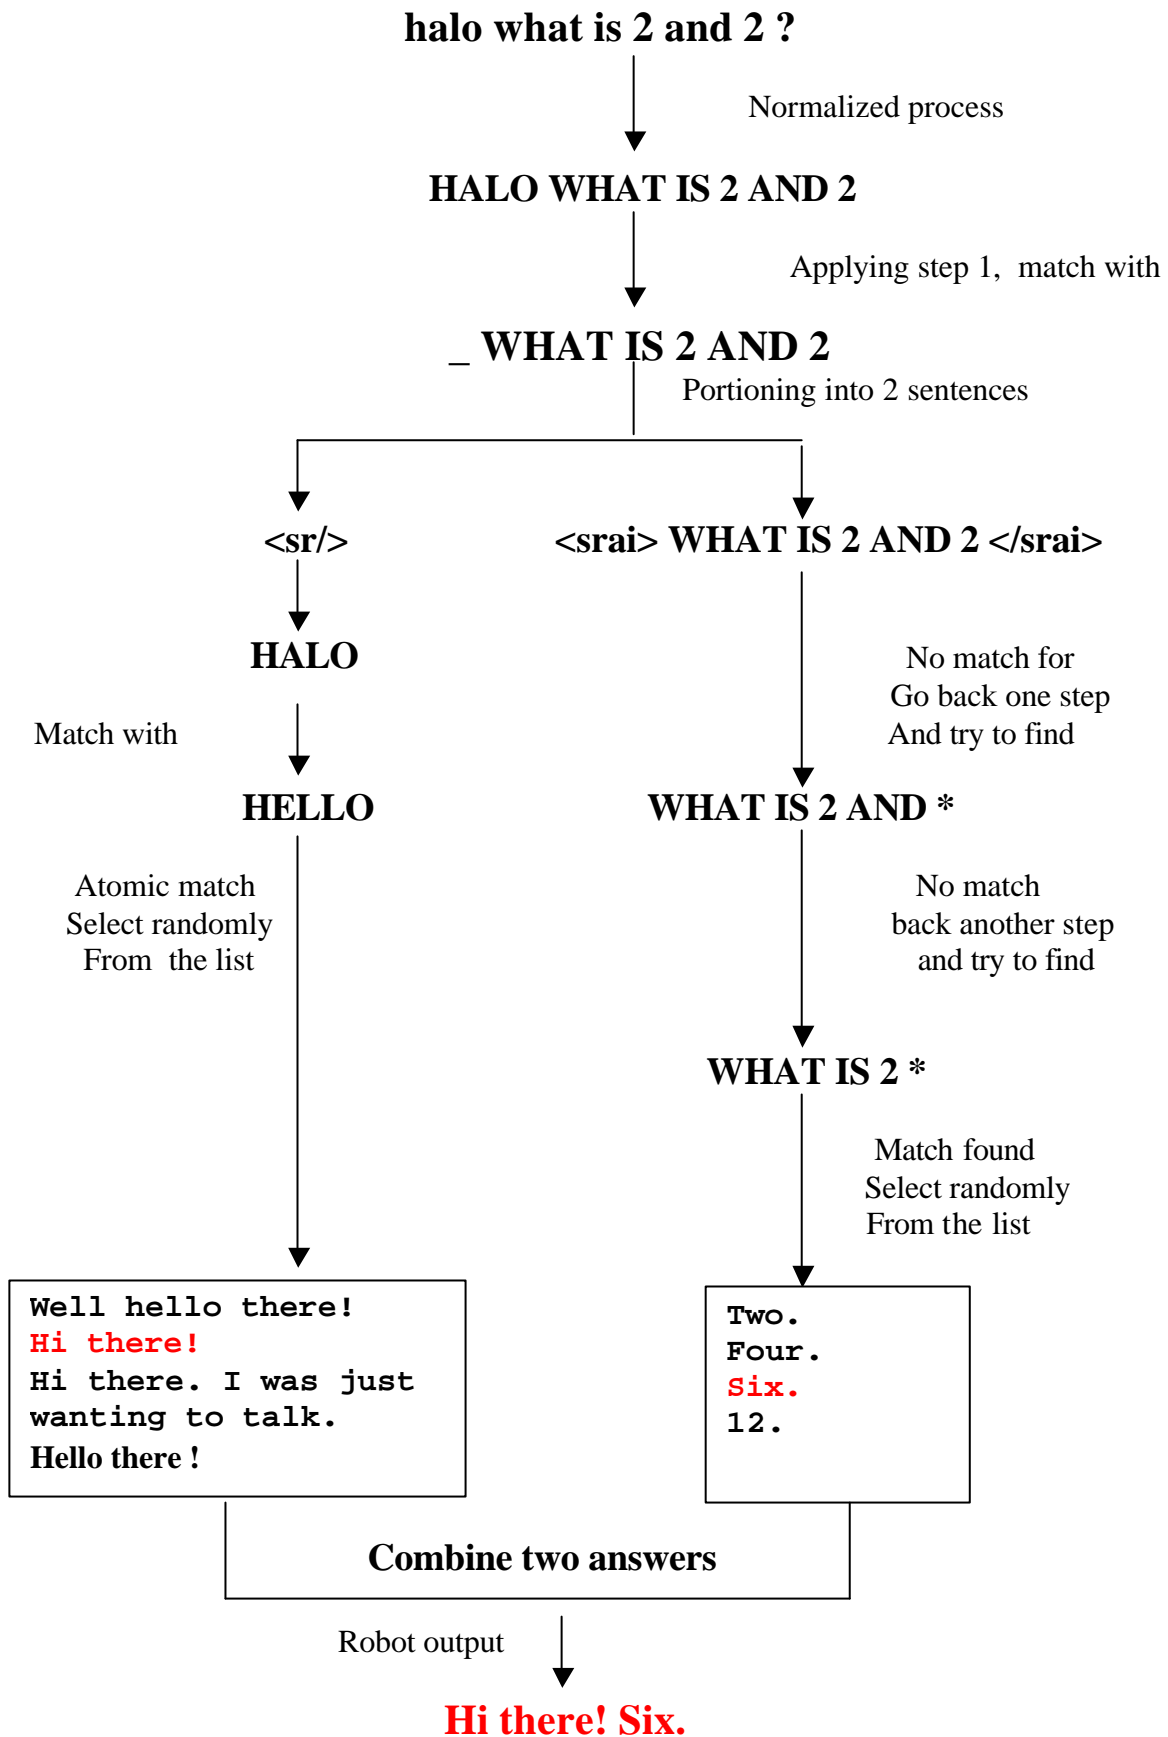 halo what is 2 and 2 ?
Normalized process
HALO WHAT IS 2 AND 2
Applying step 1,  match with
_ WHAT IS 2 AND 2
Portioning into 2 sentences
<sr/>
<srai> WHAT IS 2 AND 2 </srai>
HALO
No match for
Go back one step
And try to find
Match with
HELLO
WHAT IS 2 AND *
Atomic match
Select randomly
From  the list
No match
back another step
and try to find
WHAT IS 2 *
Match found
Select randomly
From the list
Well hello there!
Hi there!
Hi there. I was just
wanting to talk.
Hello there !
Two.
Four.
Six.
12.
Combine two answers
Robot output
Hi there! Six.